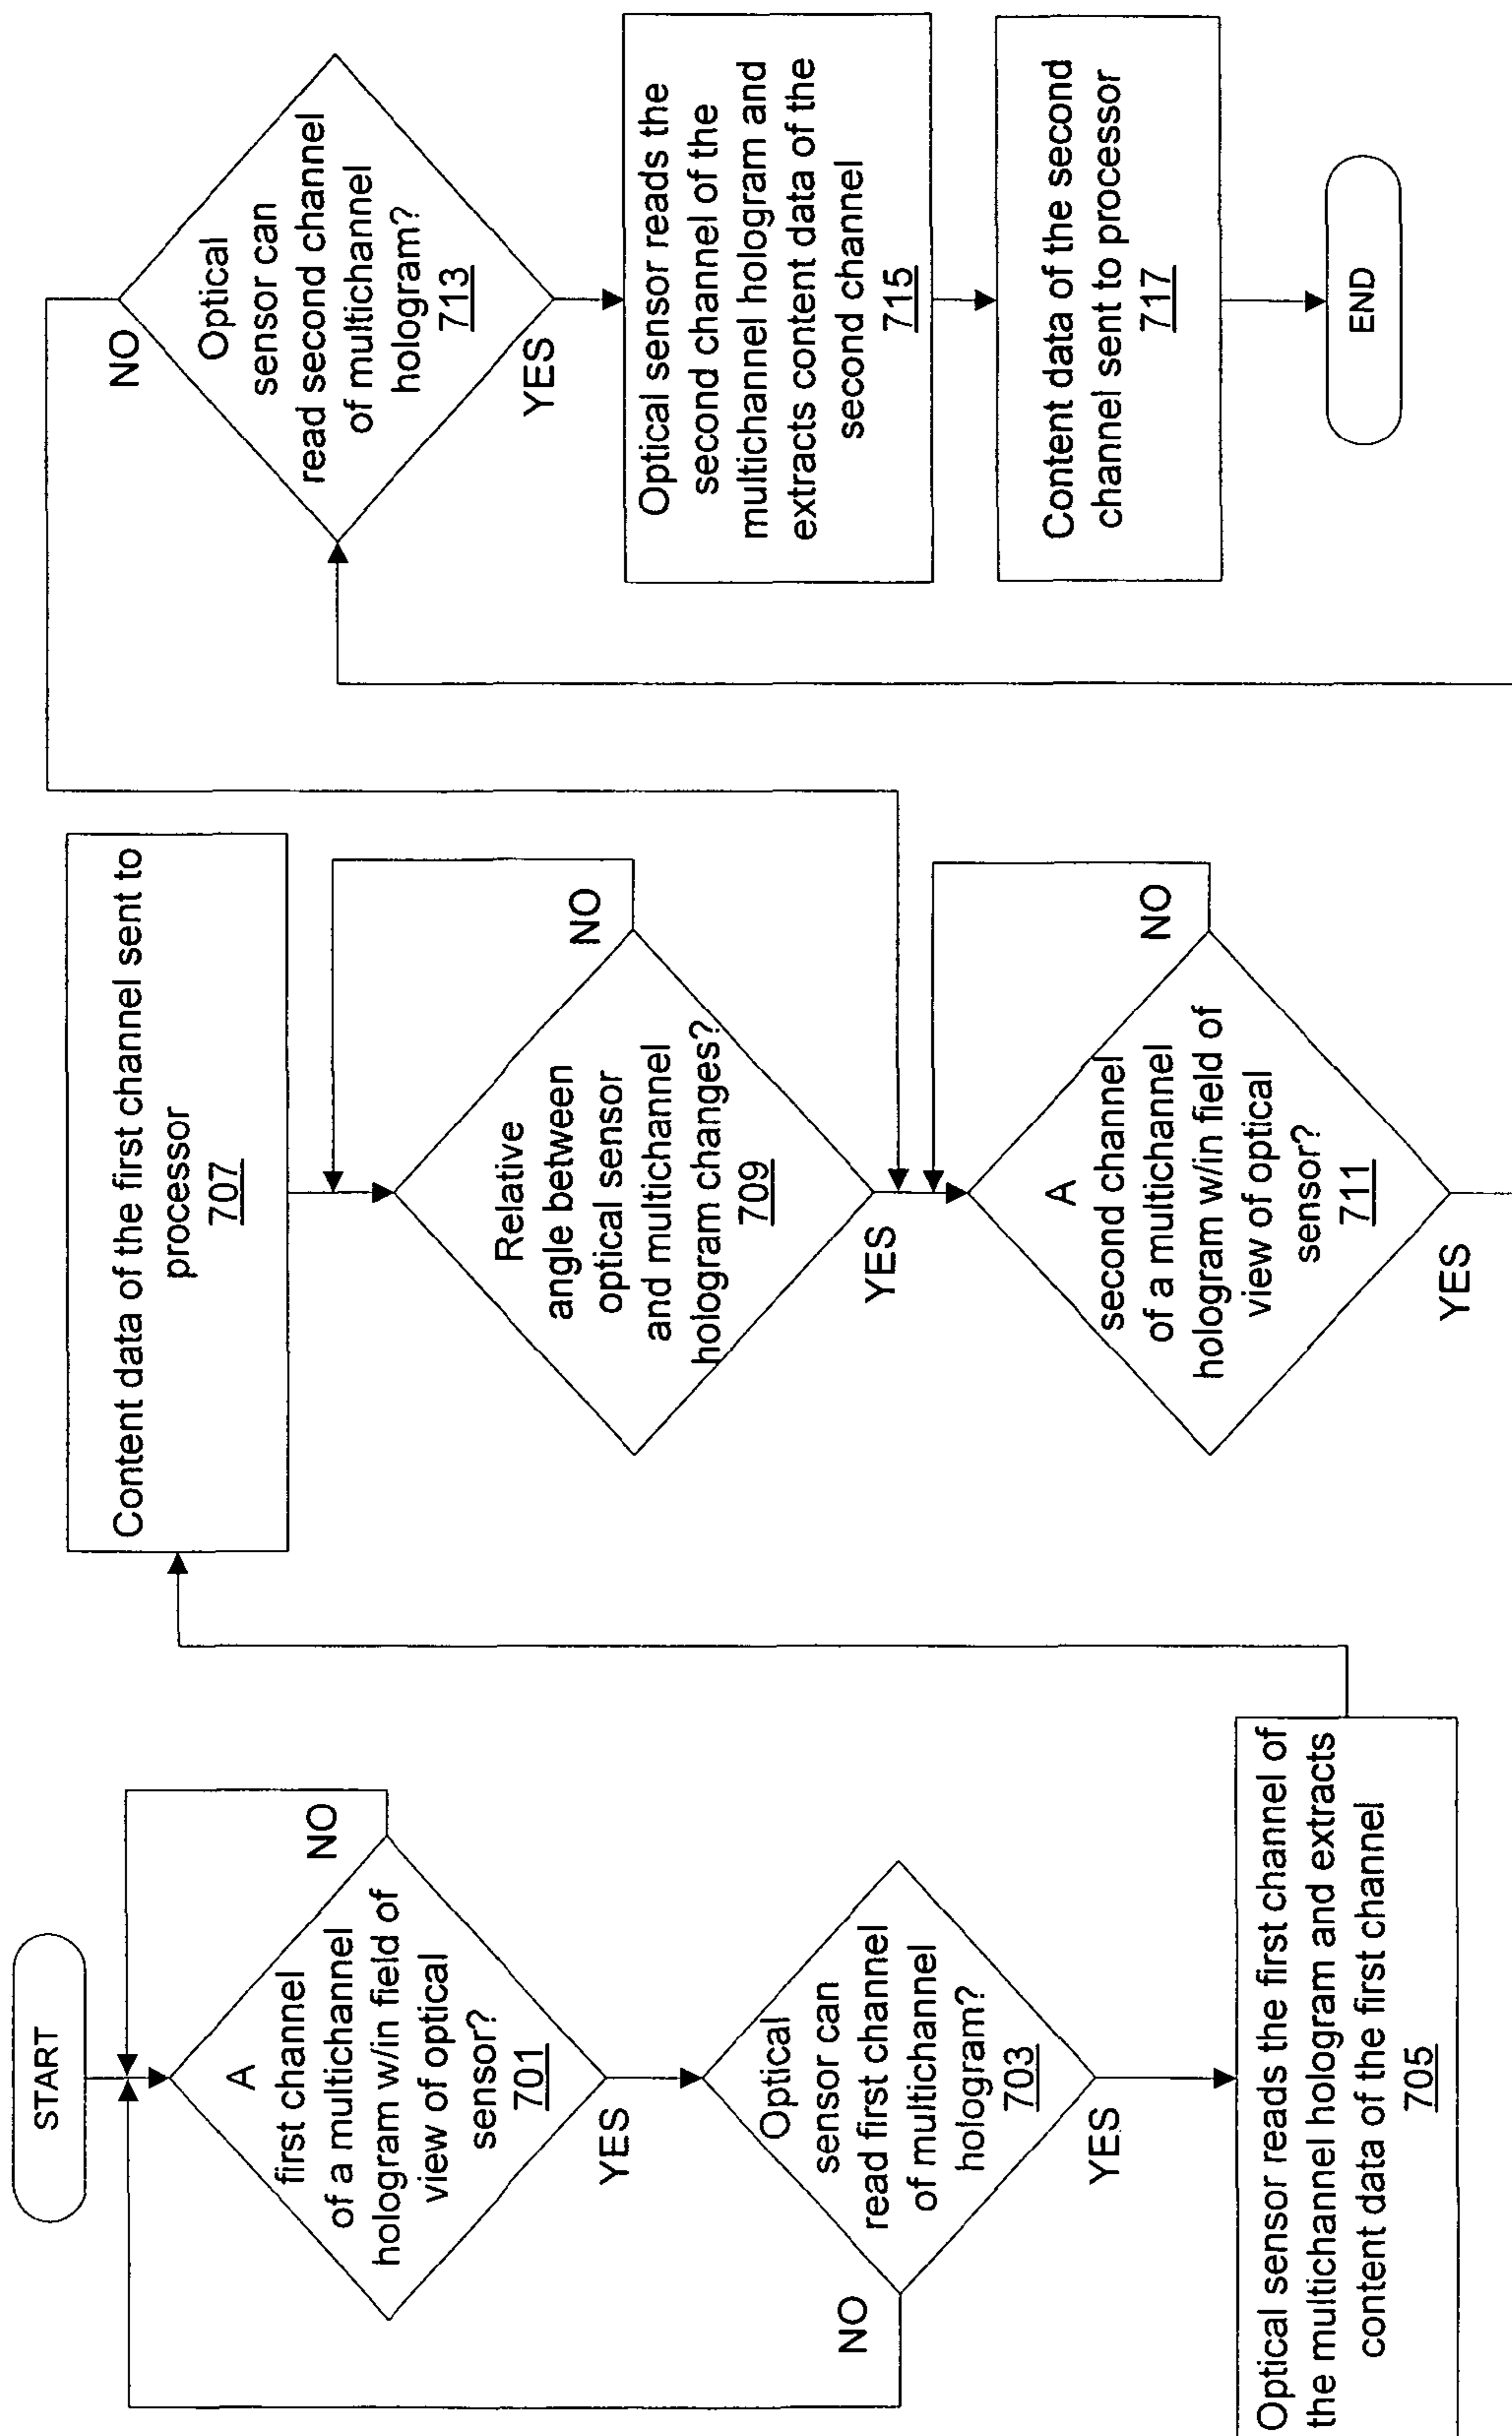 START
A
first channel
of a multichannel
hologram w/in field of
view of optical
sensor?
701
NO
YES
Optical
sensor can
read first channel
of multichannel
hologram?
703
NO
YES
Optical sensor reads the first channel of
the multichannel hologram and extracts
content data of the first channel
705
Content data of the first channel sent to
processor
707
Relative
angle between
optical sensor
and multichannel
hologram changes?
709
NO
YES
A
second channel
of a multichannel
hologram w/in field of
view of optical
sensor?
711
NO
YES
Optical
sensor can
read second channel
of multichannel
hologram?
713
NO
YES
Optical sensor reads the
second channel of the
multichannel hologram and
extracts content data of the
second channel
715
Content data of the second
channel sent to processor
717
END